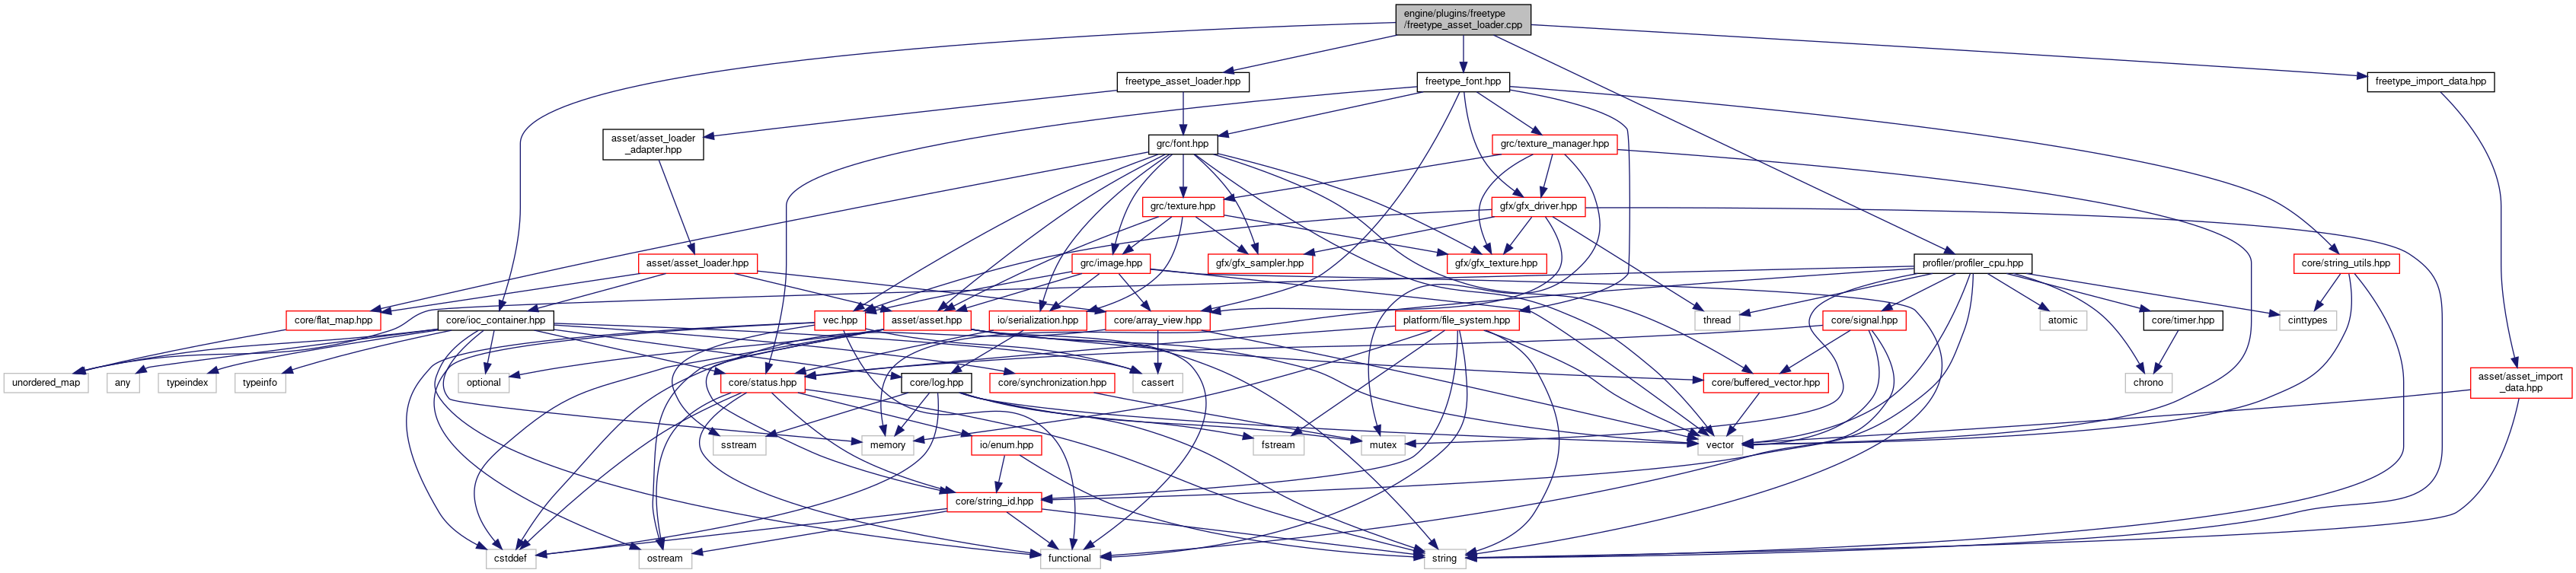 engine/plugins/freetype
/freetype_asset_loader.cpp
freetype_asset_loader.hpp
freetype_font.hpp
freetype_import_data.hpp
asset/asset_loader
_adapter.hpp
grc/font.hpp
grc/texture_manager.hpp
grc/texture.hpp
gfx/gfx_driver.hpp
asset/asset_loader.hpp
grc/image.hpp
gfx/gfx_sampler.hpp
gfx/gfx_texture.hpp
profiler/profiler_cpu.hpp
core/string_utils.hpp
core/flat_map.hpp
core/ioc_container.hpp
vec.hpp
asset/asset.hpp
io/serialization.hpp
core/array_view.hpp
platform/file_system.hpp
thread
core/signal.hpp
atomic
core/timer.hpp
cinttypes
unordered_map
any
typeindex
typeinfo
optional
core/status.hpp
core/log.hpp
core/synchronization.hpp
cassert
core/buffered_vector.hpp
chrono
asset/asset_import
_data.hpp
sstream
memory
io/enum.hpp
fstream
mutex
vector
core/string_id.hpp
cstddef
ostream
functional
string